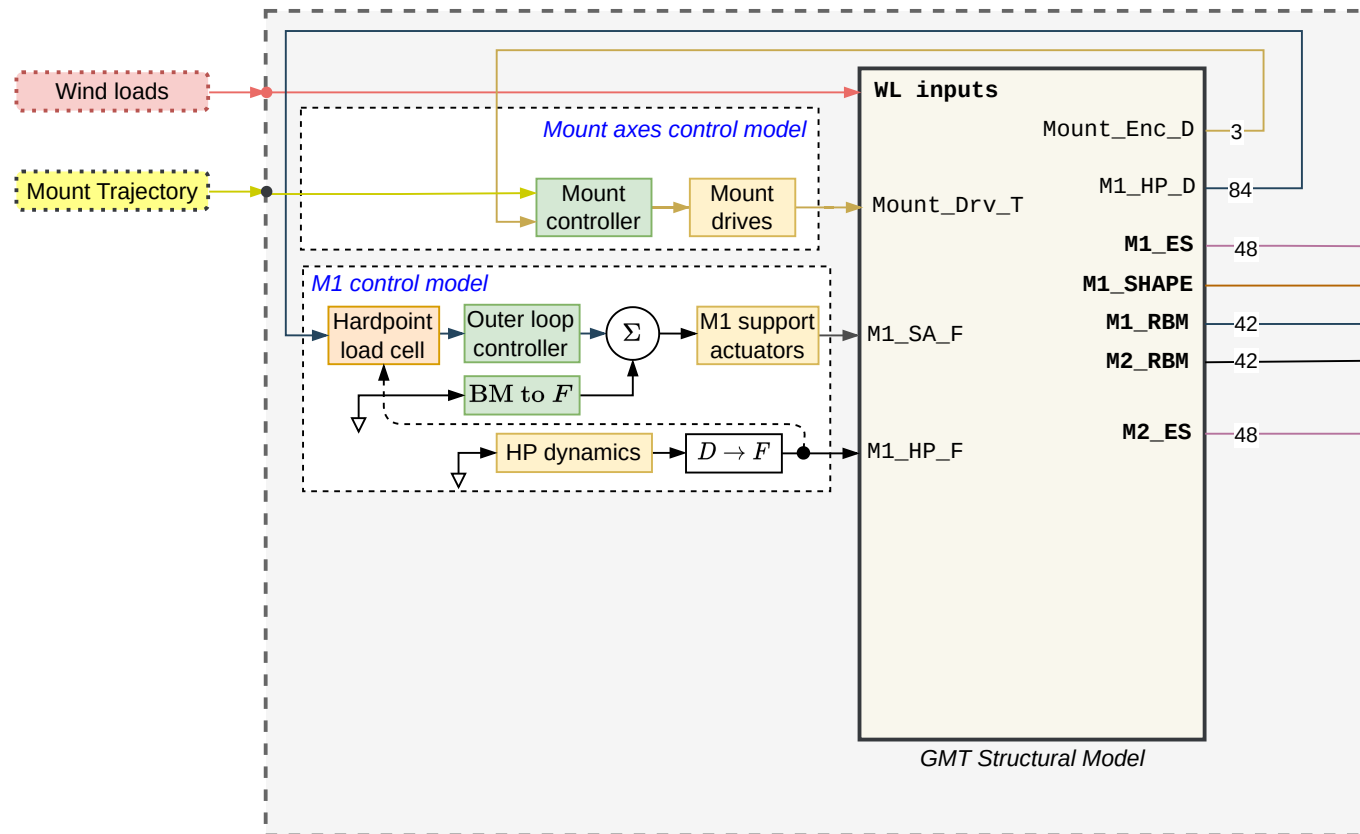 Wind loads
WL inputs
Mount axes control model
Mount_Enc_D
3
Mount Trajectory
Mount
controller
Mount
drives
Mount_Drv_T
M1_HP_D
84
M1_ES
48
M1 control model
M1_SHAPE
Hardpoint
load cell
Outer loop
controller
Σ
M1 support
actuators
M1_SA_F
M1_RBM
42
M2_RBM
42
BM to F
M2_ES
48
HP dynamics
D → F
M1_HP_F
GMT Structural Model